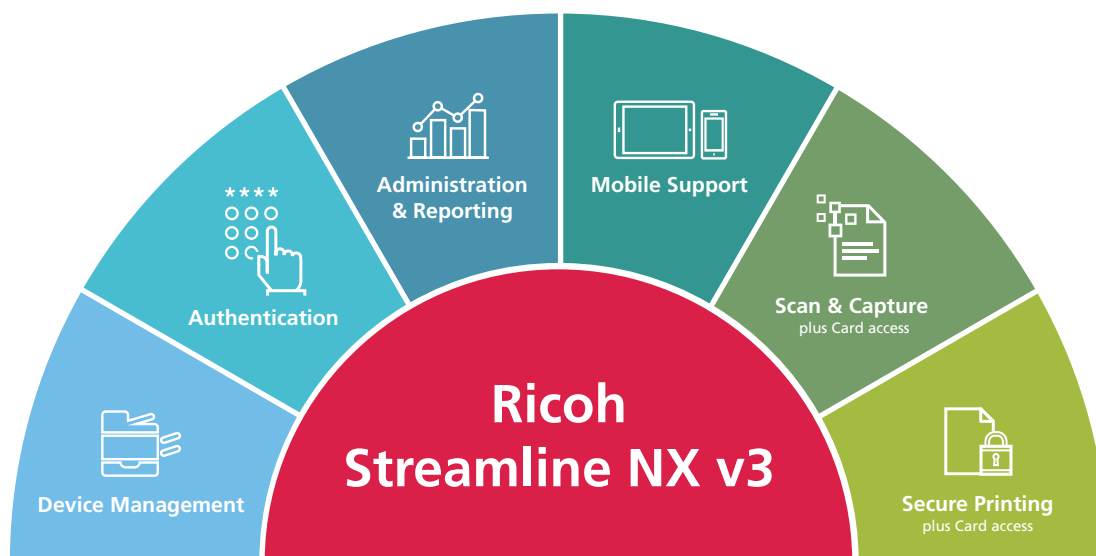 ****
Administration
& Reporting
Mobile Support
Authentication
Scan & Capture
plus Card access
Device Management
Ricoh
Streamline NX v3
Secure Printing
plus Card access